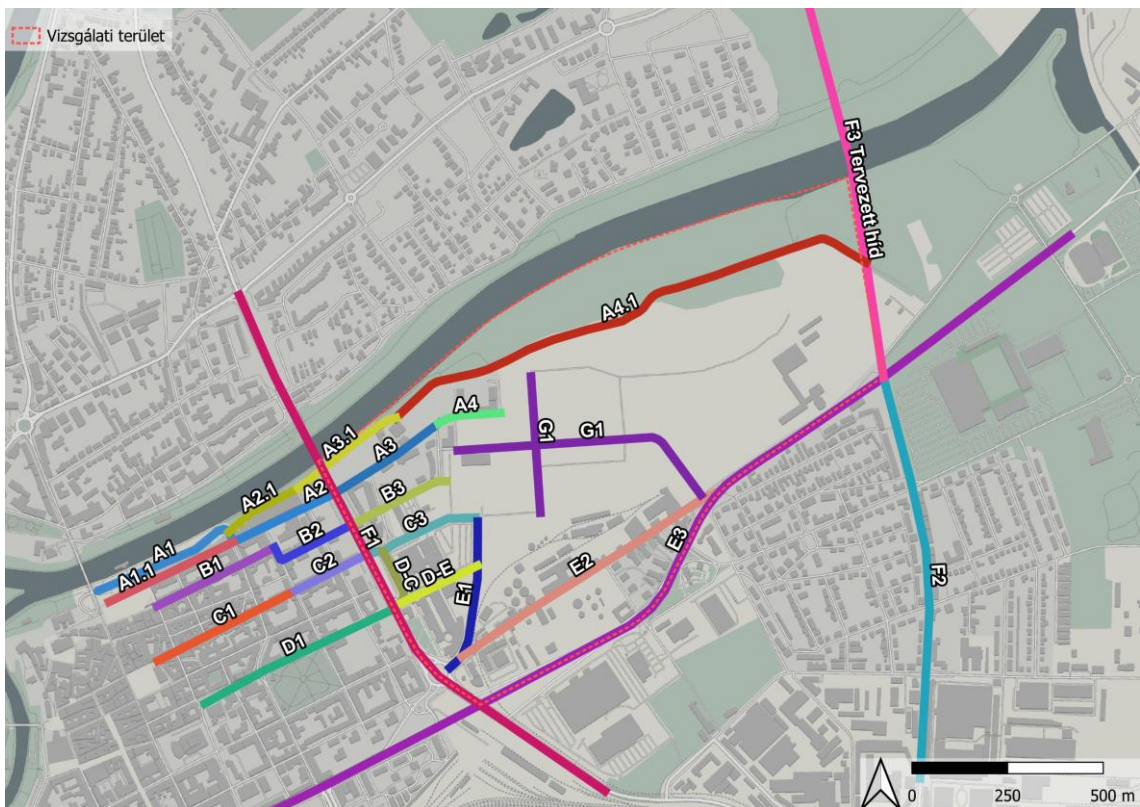 Vizsgálati terület
F3 Tervezett híd
A4.1
A4
A3.1
A3
G1
G1
A2.1
A2
B3
A1
A1.1
B2
F1
C3
B1
C2
D-C
D-E
E1
E2
E3
F2
C1
D1
0
250
500 m